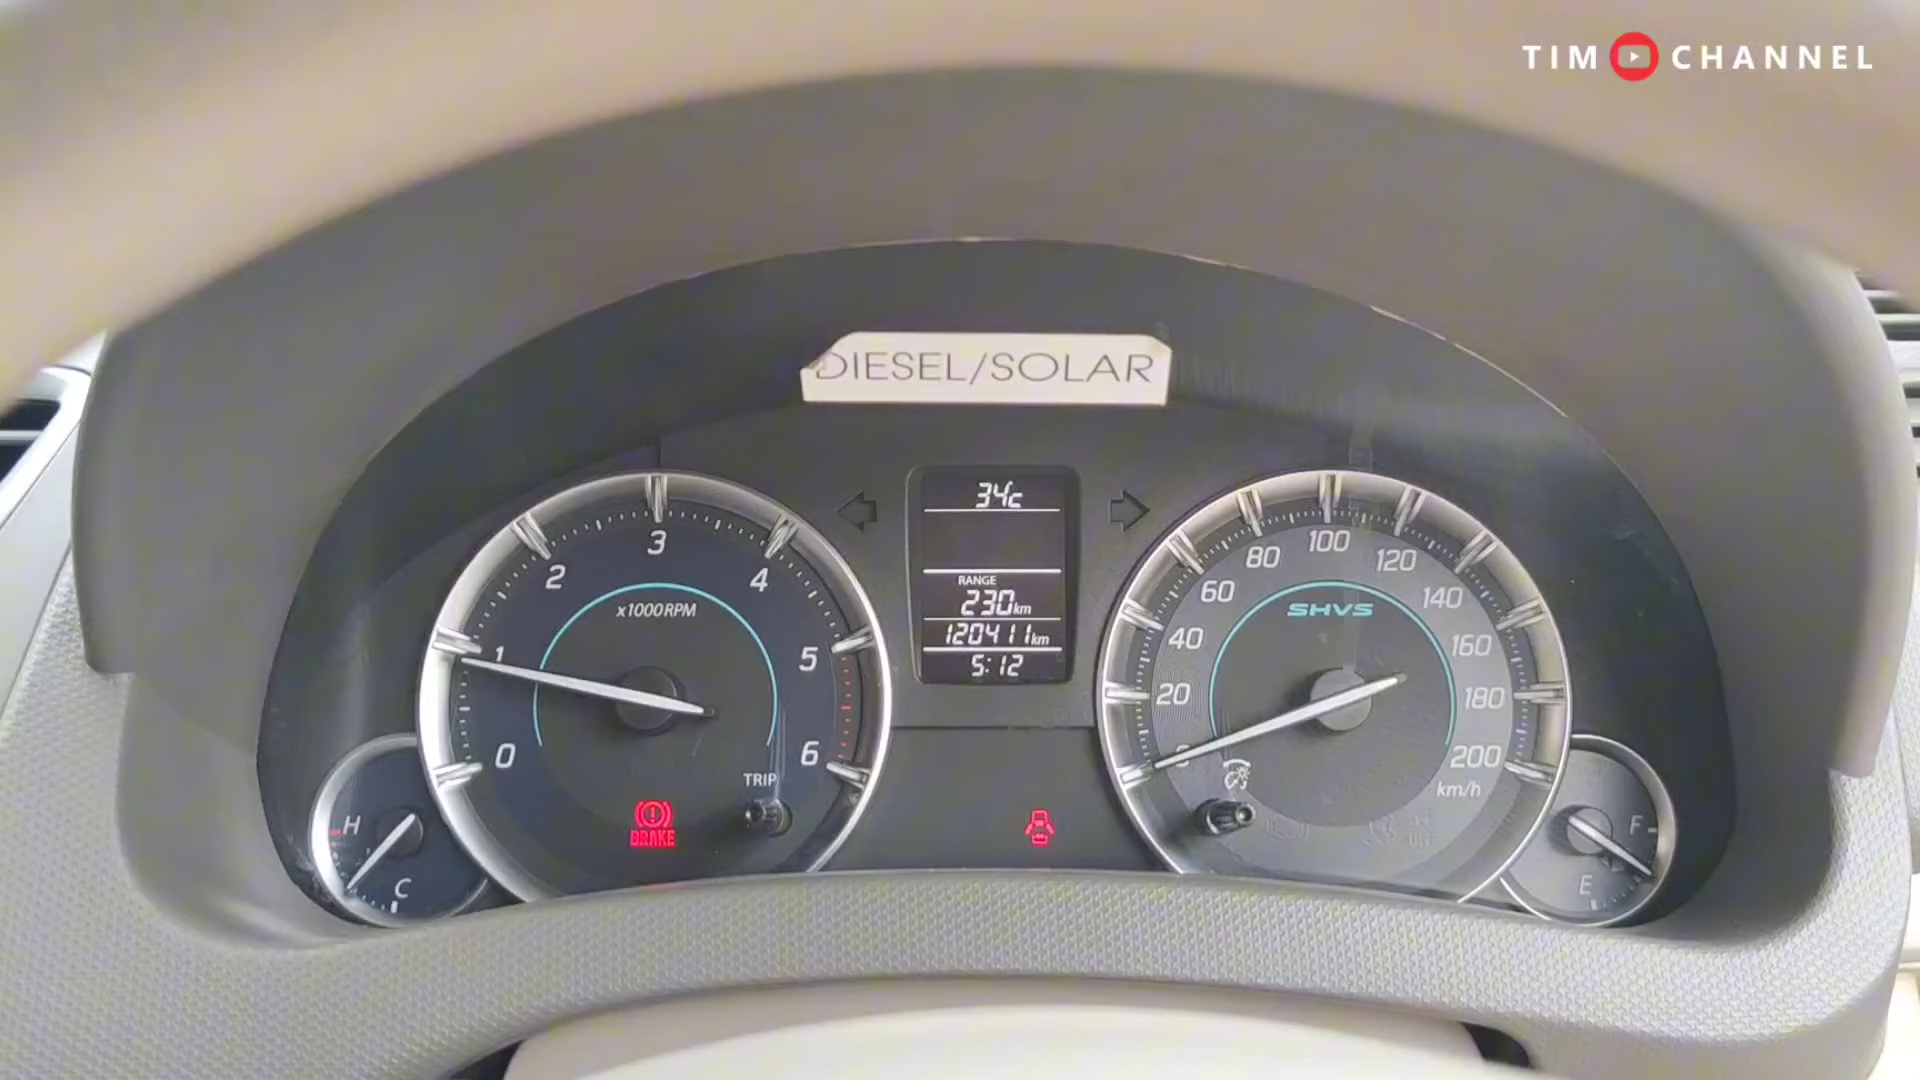 TIM CHANNEL
DIESEL/SOLAR
34c
RANGE
230km
120411km
5:12
0 1 2 3 4 5 6
x1000RPM
TRIP
BRAKE
0 20 40 60 80 100 120 140 160 180 200
km/h
SHVS
H
C
F
E